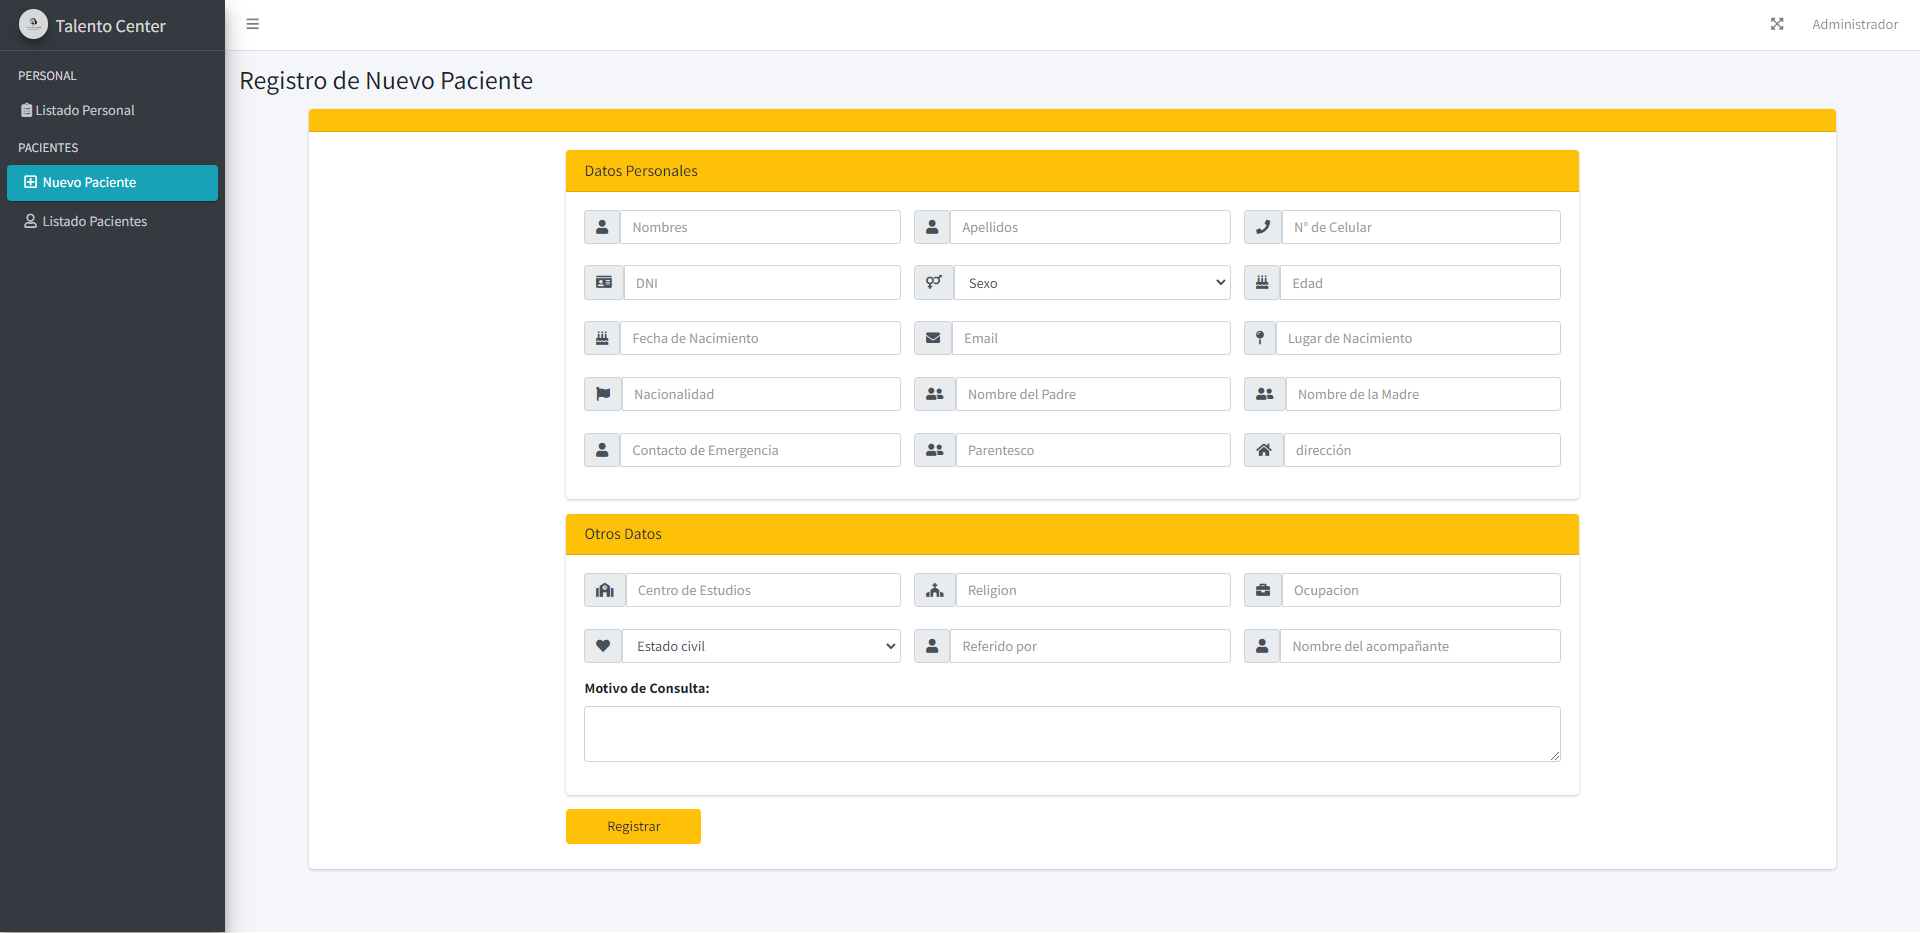 Talento Center
Administrador
PERSONAL
Listado Personal
PACIENTES
Nuevo Paciente
Listado Pacientes
Registro de Nuevo Paciente
Datos Personales
Nombres
Apellidos
N° de Celular
DNI
Sexo
Edad
Fecha de Nacimiento
Email
Lugar de Nacimiento
Nacionalidad
Nombre del Padre
Nombre de la Madre
Contacto de Emergencia
Parentesco
dirección
Otros Datos
Centro de Estudios
Religion
Ocupacion
Estado civil
Referido por
Nombre del acompañante
Motivo de Consulta:
Registrar